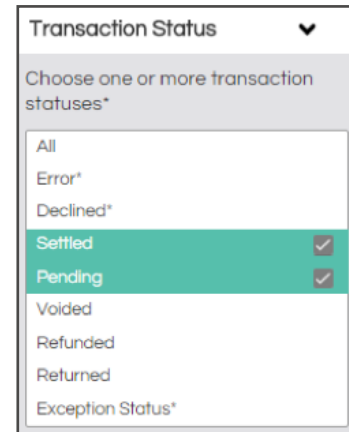 Transaction Status
Choose one or more transaction
statuses*
All
Error*
Declined*
Settled
Pending
Voided
Refunded
Returned
Exception Status*